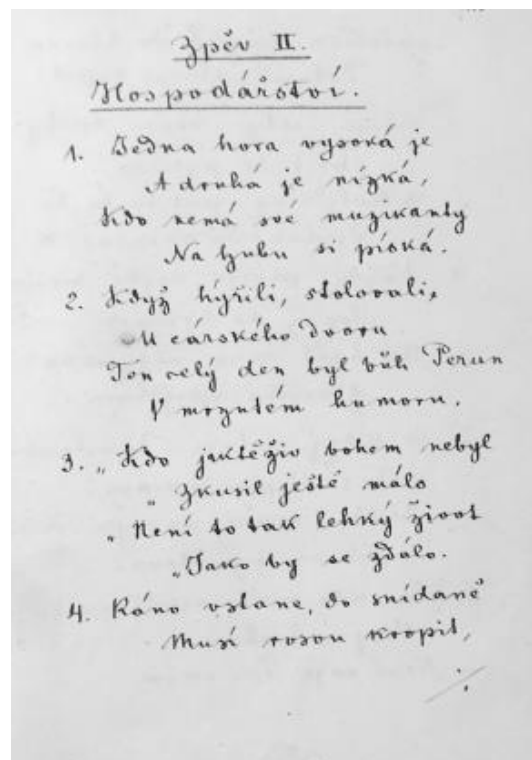 Zpěv II.
Hospodářství.
1. Jedna hora vysoká je
A druhá je nízká,
Kdo nemá své muzikanty
Na hubu si píská.
2. Když hýřili, stolovali,
U cárského dvoru
Ten celý den byl bůh Perun
V mrzutém humoru.
3. „Kdo jaktěživ bohem nebyl
„Zkusil ještě málo
„Není to tak lehký život
„Jako by se zdálo.
4. Ráno vstane, do snídaně
Musí rosou kropit,
./.